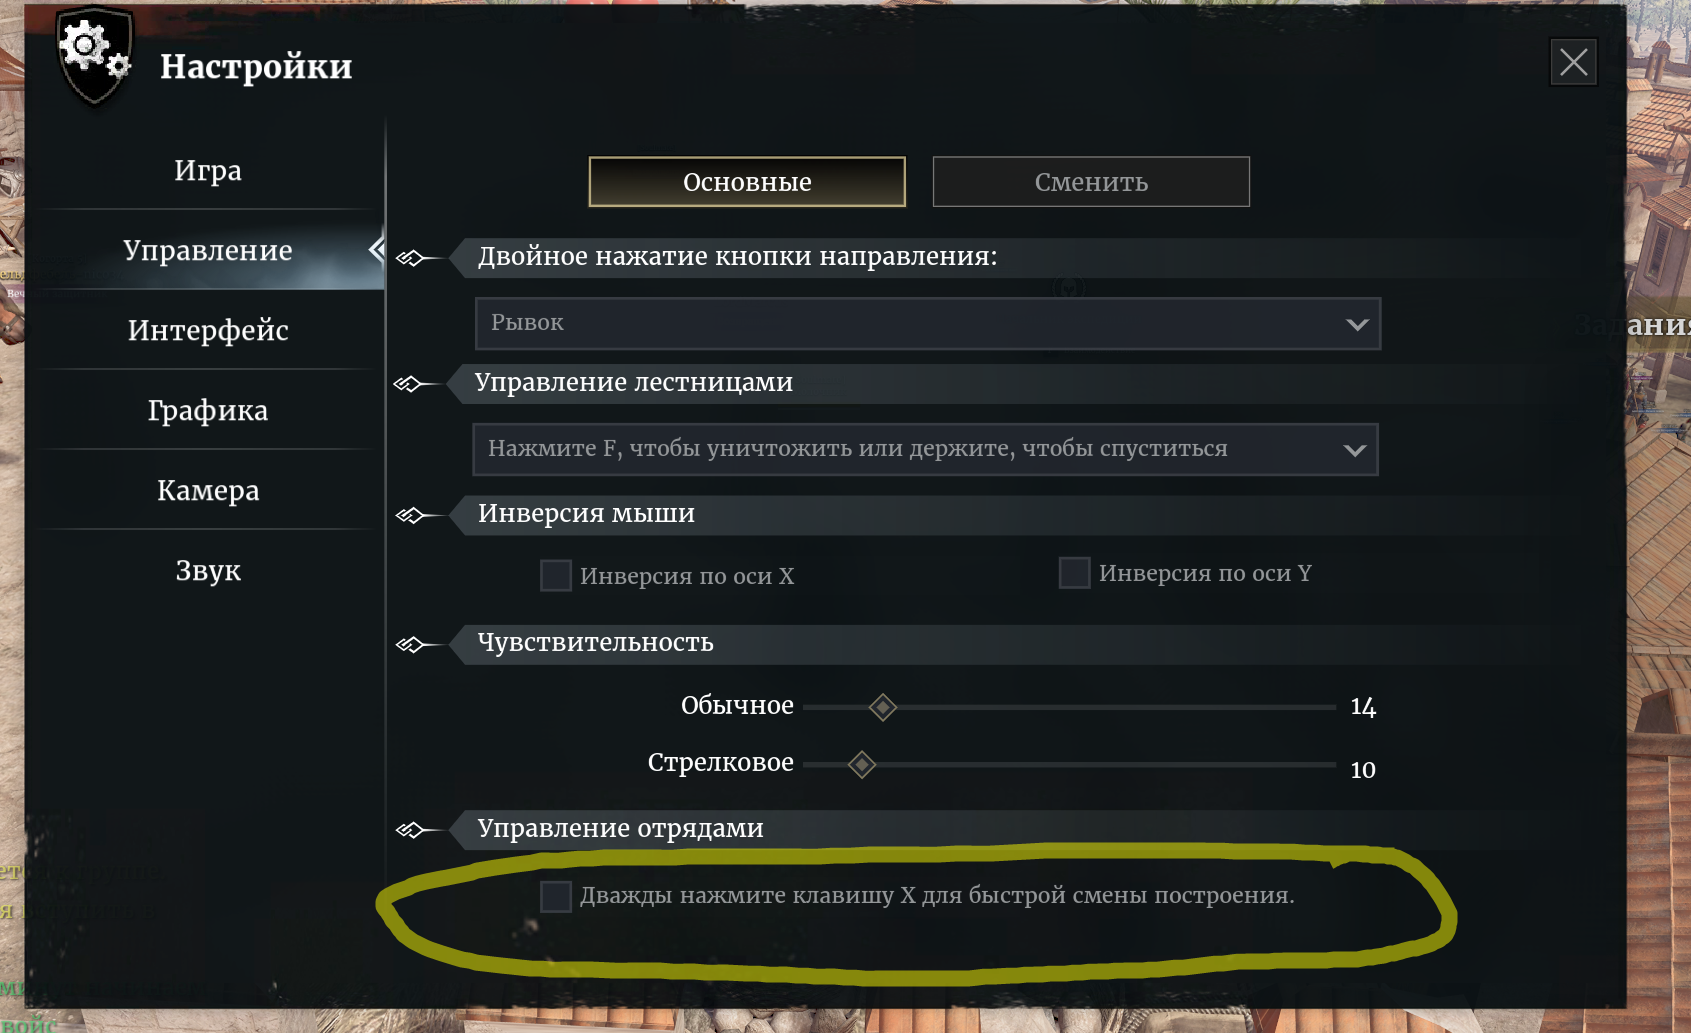 Настройки
Игра
Управление
Интерфейс
Графика
Камера
Звук
Основные
Сменить
Двойное нажатие кнопки направления:
Рывок
Управление лестницами
Нажмите F, чтобы уничтожить или держите, чтобы спуститься
Инверсия мыши
Инверсия по оси X
Инверсия по оси Y
Чувствительность
Обычное
14
Стрелковое
10
Управление отрядами
Дважды нажмите клавишу X для быстрой смены построения.